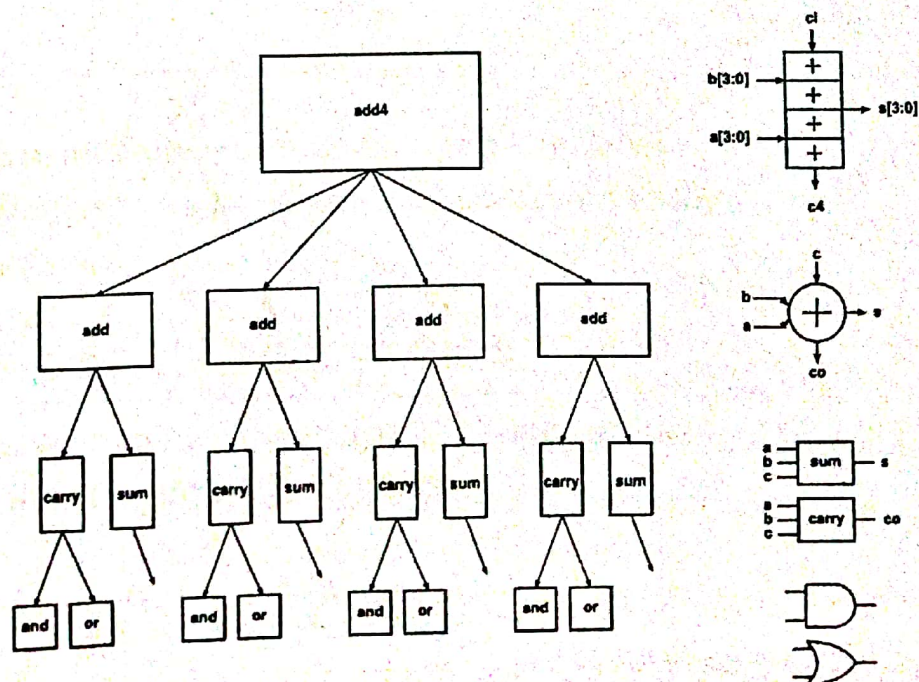 add4
add
add
add
add
carry
sum
carry
sum
carry
sum
carry
sum
and
or
and
or
and
or
and
or
ci
+
b[3:0]
+
s[3:0]
+
a[3:0]
+
c4
c
b
+
s
a
co
a
b
sum
s
c
a
b
carry
co
c